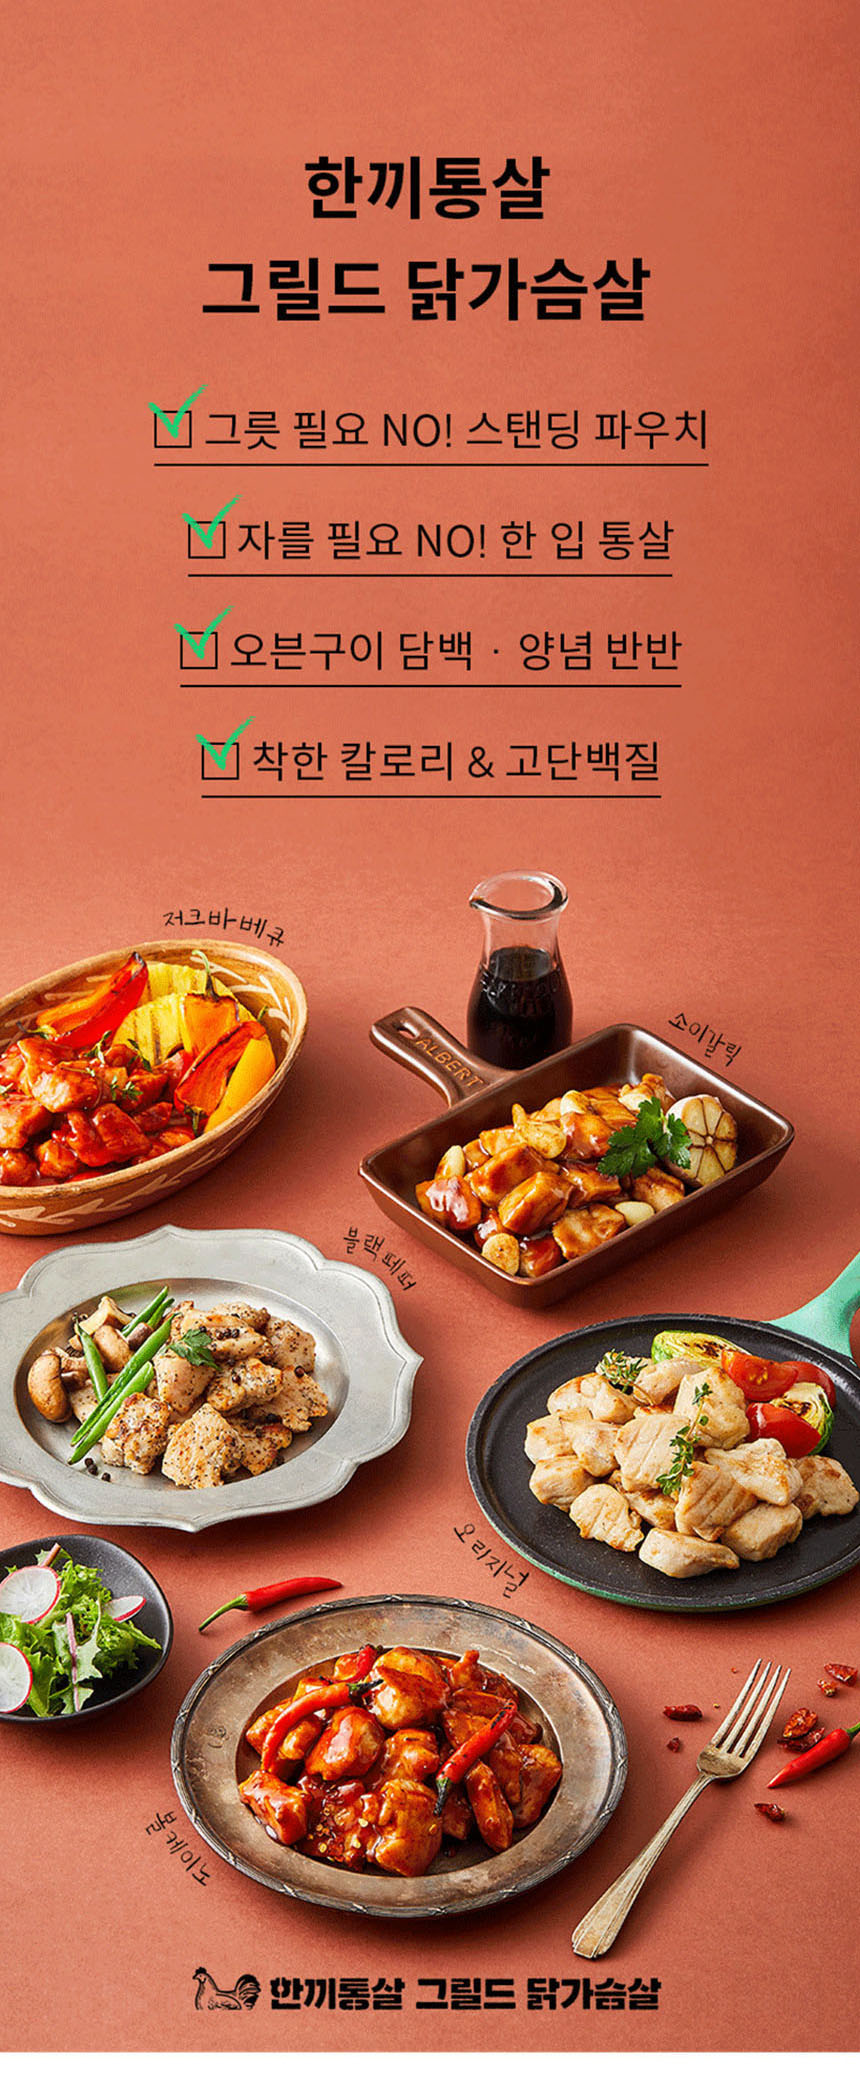 한끼통살
그릴드 닭가슴살
그릇 필요 NO! 스탠딩 파우치
자를 필요 NO! 한 입 통살
오븐구이 담백 · 양념 반반
착한 칼로리 & 고단백질
저크바베큐
소이갈릭
ALBERT
블랙페퍼
오리지널
볼케이노
한끼통살 그릴드 닭가슴살